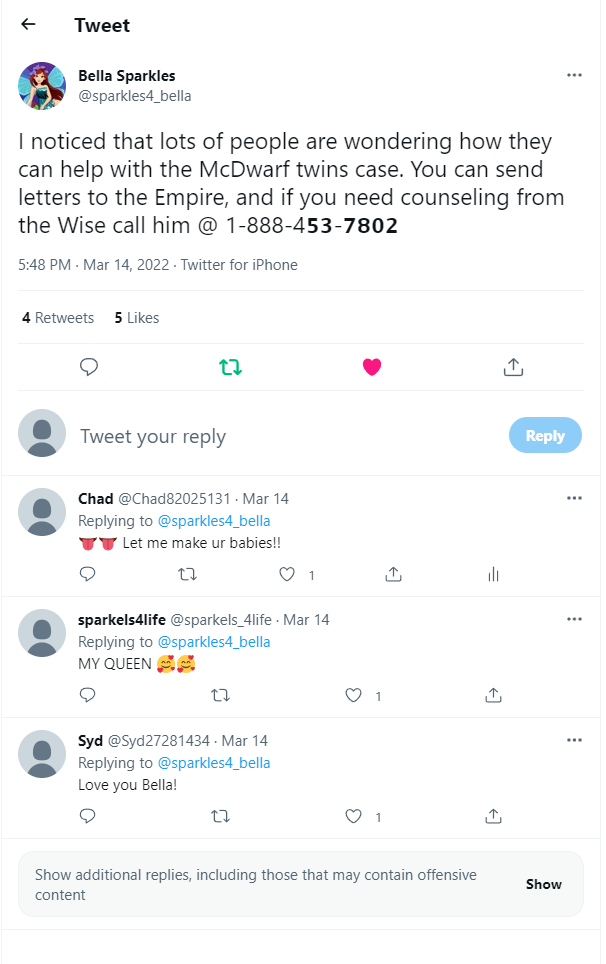 Tweet
Bella Sparkles
@sparkles4_bella
I noticed that lots of people are wondering how they
can help with the McDwarf twins case. You can send
letters to the Empire, and if you need counseling from
the Wise call him @ 1-888-453-7802
5:48 PM · Mar 14, 2022 · Twitter for iPhone
4 Retweets 5 Likes
Tweet your reply
Reply
Chad @Chad82025131 · Mar 14
Replying to @sparkles4_bella
👅👅 Let me make ur babies!!
1
sparkels4life @sparkels_4life · Mar 14
Replying to @sparkles4_bella
MY QUEEN 🥰🥰
1
Syd @Syd27281434 · Mar 14
Replying to @sparkles4_bella
Love you Bella!
1
Show additional replies, including those that may contain offensive
content
Show